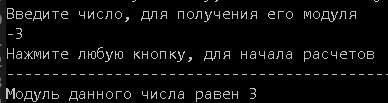 Введите число, для получения его модуля
-3
Нажмите любую кнопку, для начала расчетов
------------------------------------------------
Модуль данного числа равен 3